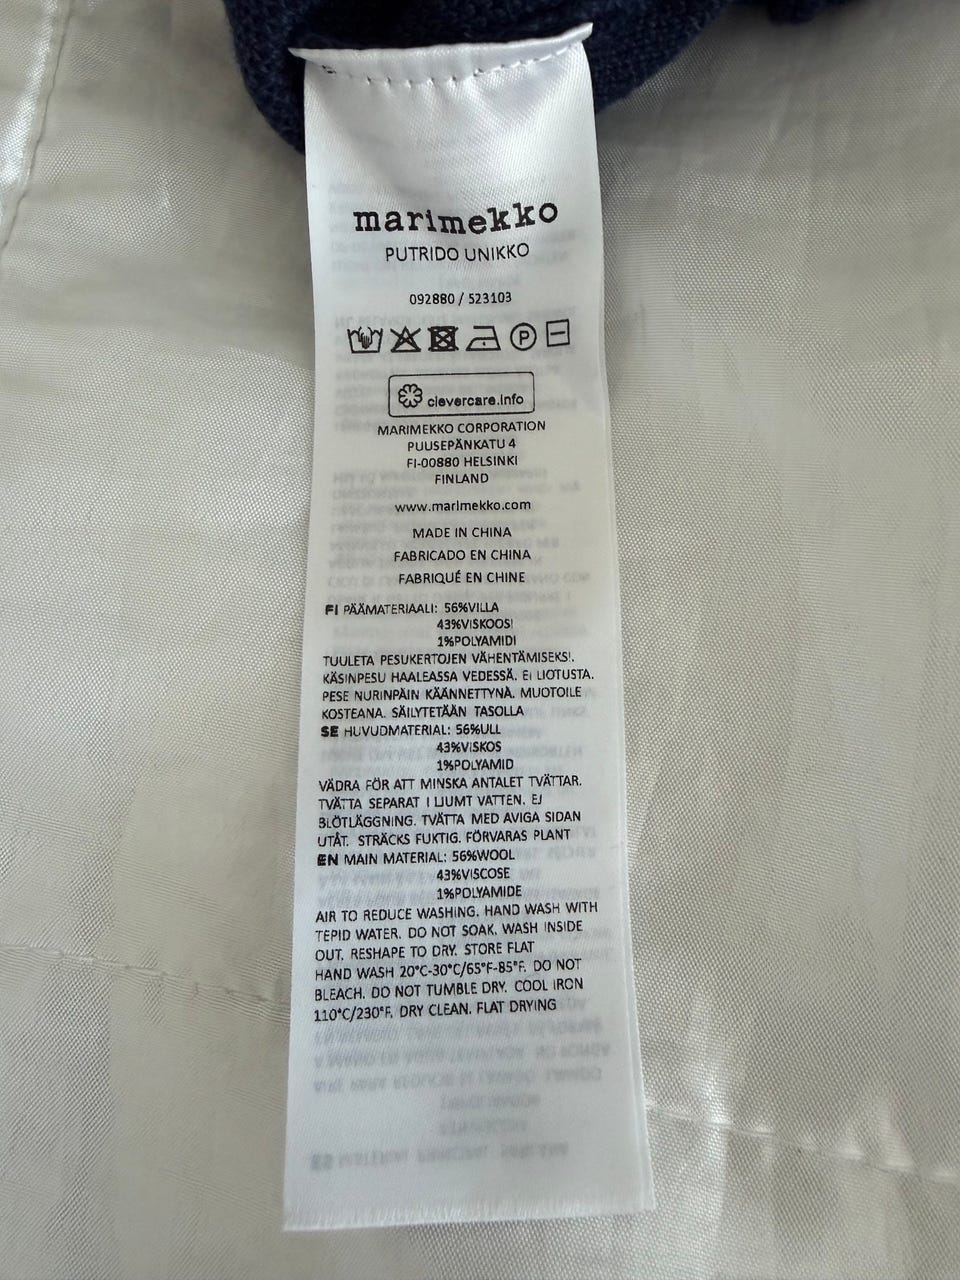 marimekko
PUTRIDO UNIKKO
092880 / 523103
P
clevercare.info
MARIMEKKO CORPORATION
PUUSEPÄNKATU 4
FI-00880 HELSINKI
FINLAND
www.marimekko.com
MADE IN CHINA
FABRICADO EN CHINA
FABRIQUÉ EN CHINE
FI PÄÄMATERIAALI: 56%VILLA
43%VISKOOSI
1%POLYAMIDI
TUULETA PESUKERTOJEN VÄHENTÄMISEKSI.
KÄSINPESU HAALEASSA VEDESSÄ. EI LIOTUSTA.
PESE NURINPÄIN KÄÄNNETTYNÄ. MUOTOILE
KOSTEANA. SÄILYTETÄÄN TASOLLA
SE HUVUDMATERIAL: 56%ULL
43%VISKOS
1%POLYAMID
VÄDRA FÖR ATT MINSKA ANTALET TVÄTTAR.
TVÄTTA SEPARAT I LJUMT VATTEN. EJ
BLÖTLÄGGNING. TVÄTTA MED AVIGA SIDAN
UTÅT. STRÄCKS FUKTIG. FÖRVARAS PLANT
EN MAIN MATERIAL: 56%WOOL
43%VISCOSE
1%POLYAMIDE
AIR TO REDUCE WASHING. HAND WASH WITH
TEPID WATER. DO NOT SOAK. WASH INSIDE
OUT. RESHAPE TO DRY. STORE FLAT
HAND WASH 20°C-30°C/65°F-85°F. DO NOT
BLEACH. DO NOT TUMBLE DRY. COOL IRON
110°C/230°F. DRY CLEAN. FLAT DRYING